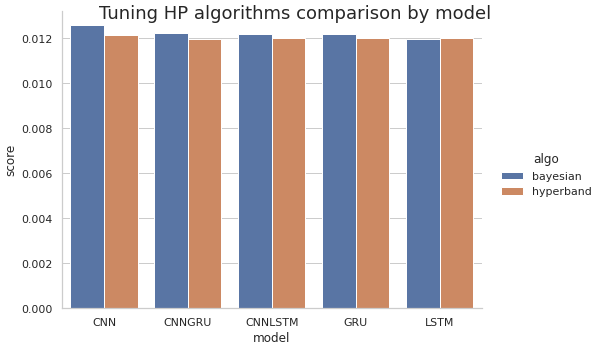 Tuning HP algorithms comparison by model
0.012
0.010
0.008
0.006
0.004
0.002
0.000
score
CNN CNNGRU CNNLSTM GRU LSTM
model
algo
bayesian
hyperband